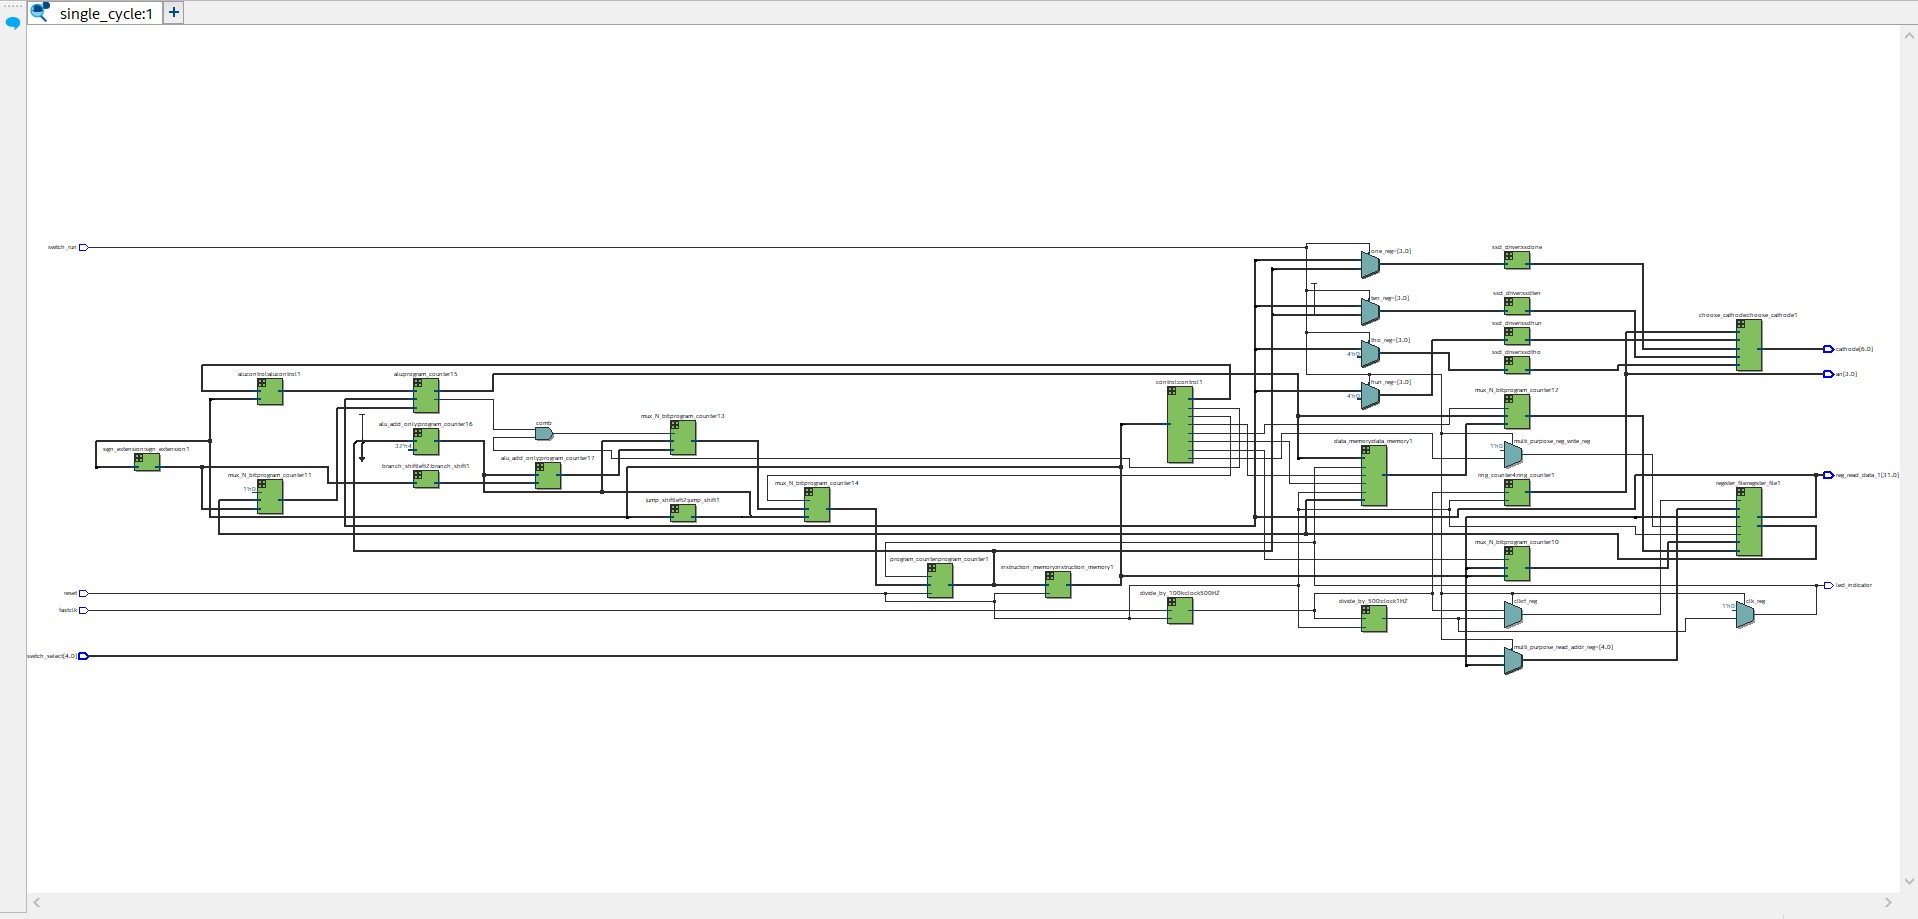 single_cycle:1
switch_run
one_reg~[3.0]
ssd_driver:ssdone
ten_reg~[3.0]
ssd_driver:ssdten
choose_cathode:choose_cathode1
ssd_driver:ssdhun
tho_reg~[3.0]
4'h0
cathode[6.0]
ssd_driver:ssdtho
alucontrol:alucontrol1
alu:program_counter15
control:control1
hun_reg~[3.0]
4'h0
an[3.0]
mux_N_bit:program_counter12
alu_add_only:program_counter16
32'h4
comb
mux_N_bit:program_counter13
data_memory:data_memory1
multi_purpose_reg_write_reg
1'h0
sign_extension:sign_extension1
branch_shiftleft2:branch_shift1
alu_add_only:program_counter17
mux_N_bit:program_counter11
1'h0
mux_N_bit:program_counter14
ring_counter4:ring_counter1
register_file:register_file1
reg_read_data_1[31.0]
jump_shiftleft2:jump_shift1
mux_N_bit:program_counter10
program_counter:program_counter1
instruction_memory:instruction_memory1
reset
led_indicator
divide_by_100k:clock500HZ
divide_by_500:clock1HZ
clkrf_reg
clk_reg
1'h0
fastclk
multi_purpose_read_addr_reg~[4.0]
switch_select[4.0]